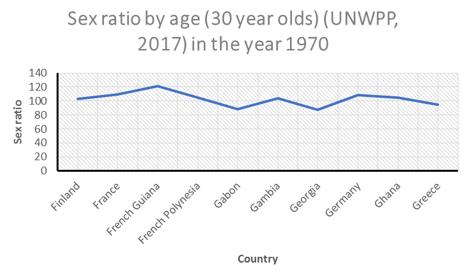 Sex ratio by age (30 year olds) (UNWPP,
2017) in the year 1970
140
120
100
80
60
40
20
0
Sex ratio
Finland
France
French Guiana
French Polynesia
Gabon
Gambia
Georgia
Germany
Ghana
Greece
Country